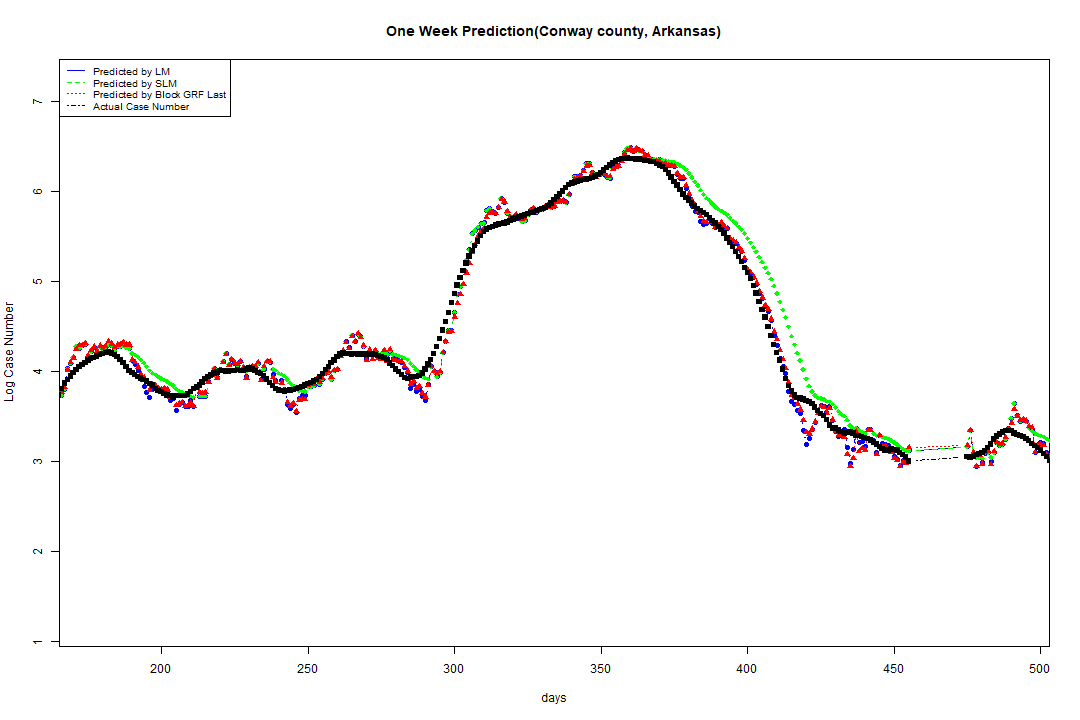 One Week Prediction(Conway county, Arkansas)
Predicted by LM
Predicted by SLM
Predicted by Block GRF Last
Actual Case Number
7
6
5
4
3
2
1
Log Case Number
200 250 300 350 400 450 500
days